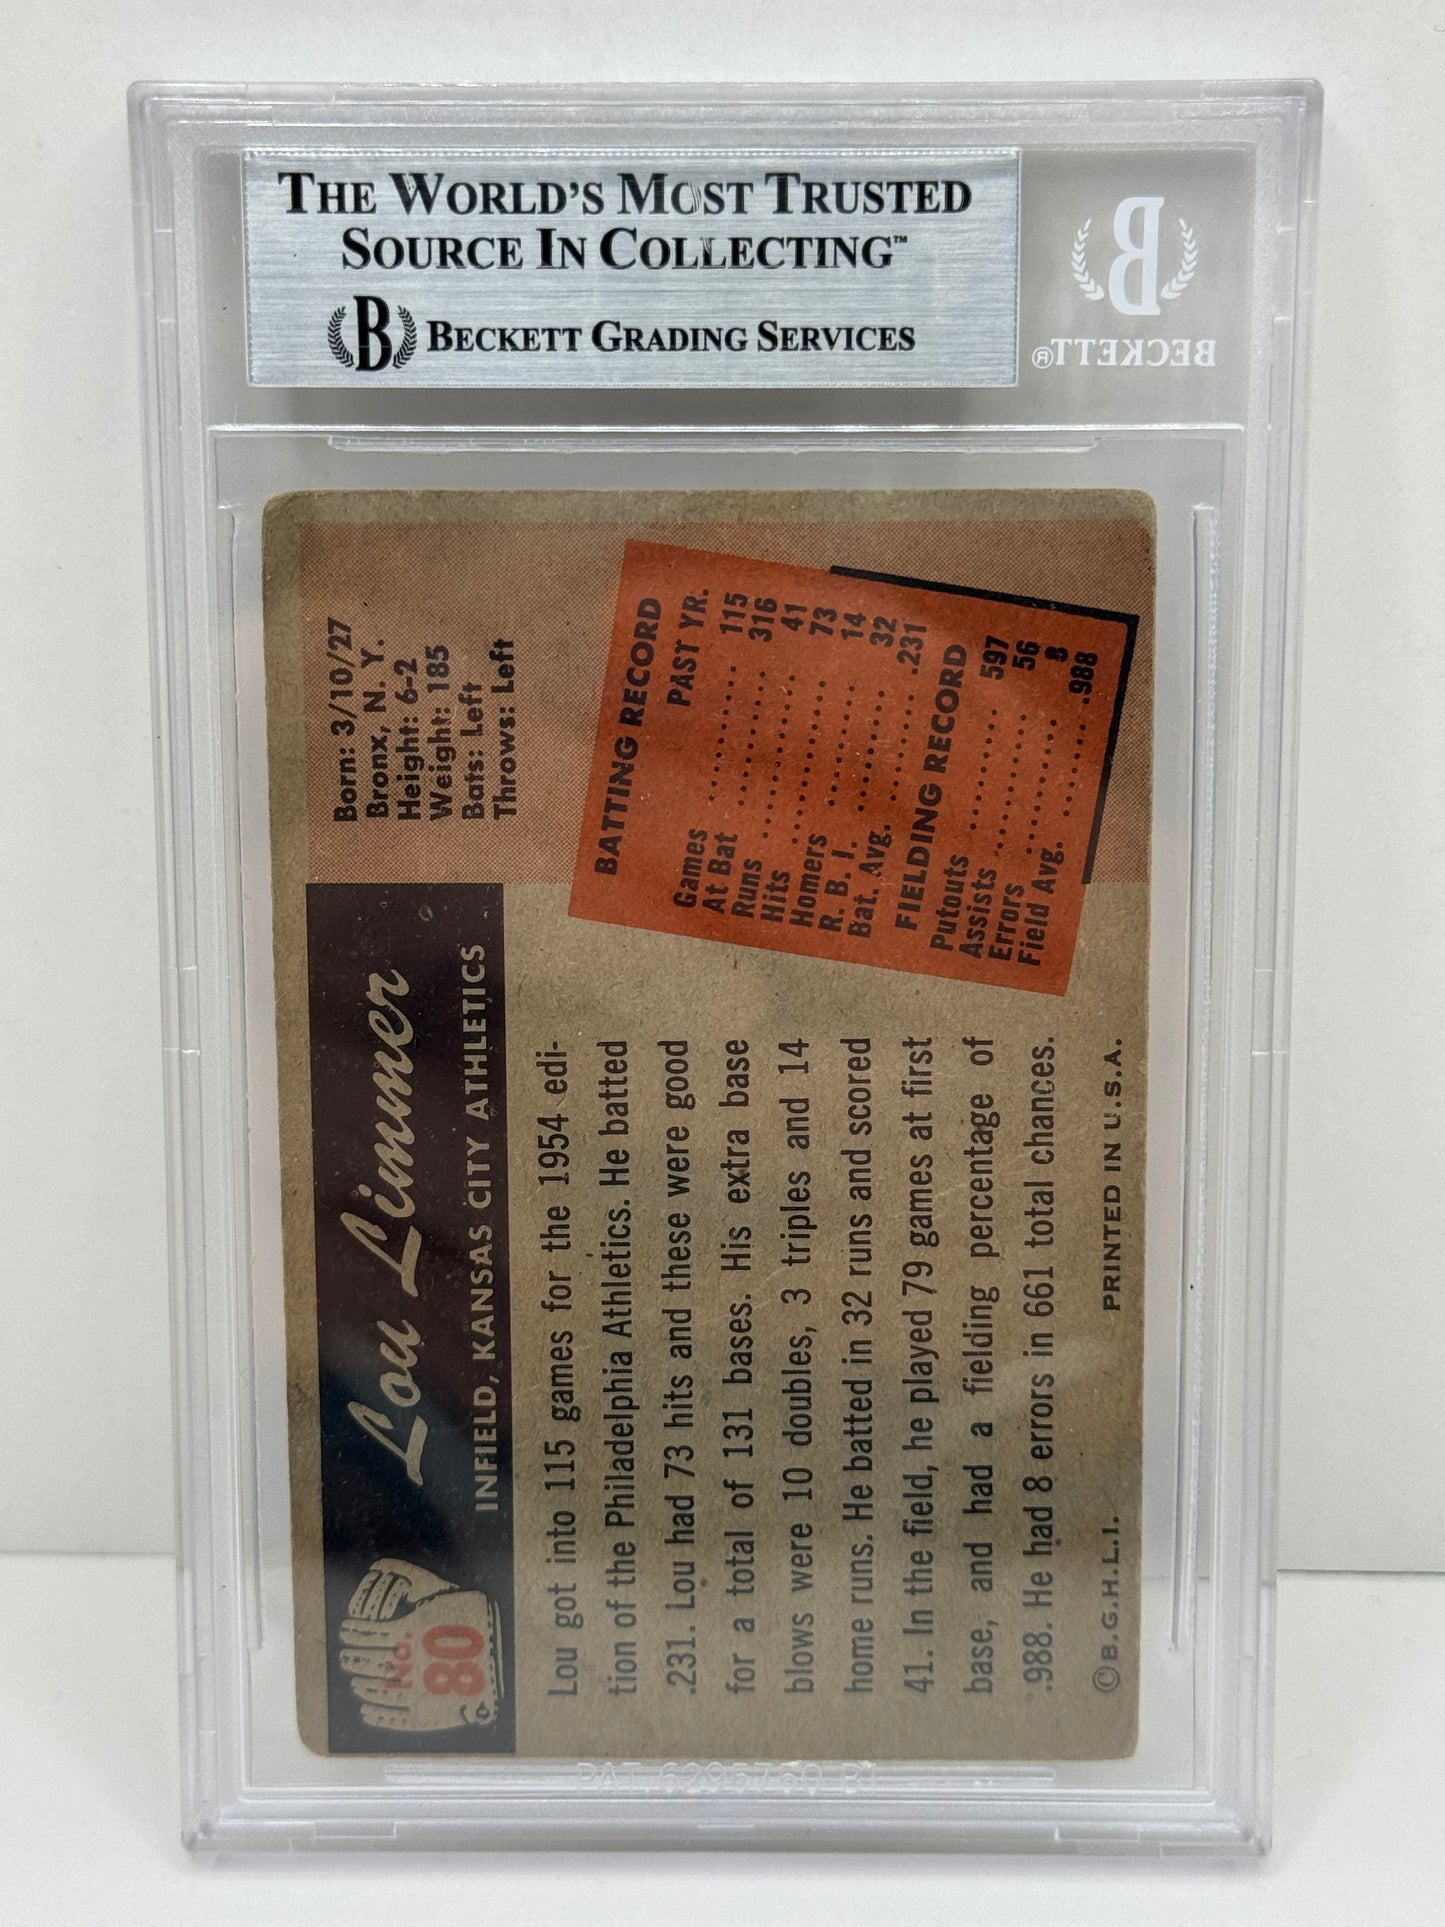 THE WORLD'S MOST TRUSTED
SOURCE IN COLLECTING™
B BECKETT GRADING SERVICES
B
BECKETT®
No.
80
Lou Limmer
INFIELD, KANSAS CITY ATHLETICS
Born: 3/10/27
Bronx, N. Y.
Height: 6-2
Weight: 185
Bats: Left
Throws: Left
Lou got into 115 games for the 1954 edi-
tion of the Philadelphia Athletics. He batted
.231. Lou had 73 hits and these were good
for a total of 131 bases. His extra base
blows were 10 doubles, 3 triples and 14
home runs. He batted in 32 runs and scored
41. In the field, he played 79 games at first
base, and had a fielding percentage of
.988. He had 8 errors in 661 total chances.
BATTING RECORD
PAST YR.
Games ........ 115
At Bat ........ 316
Runs ........ 41
Hits ........ 73
Homers ........ 14
R. B. I. ........ 32
Bat. Avg. ........ .231
FIELDING RECORD
Putouts ........ 597
Assists ........ 56
Errors ........ 8
Field Avg. ........ .988
©B.G.H.L.I. PRINTED IN U.S.A.